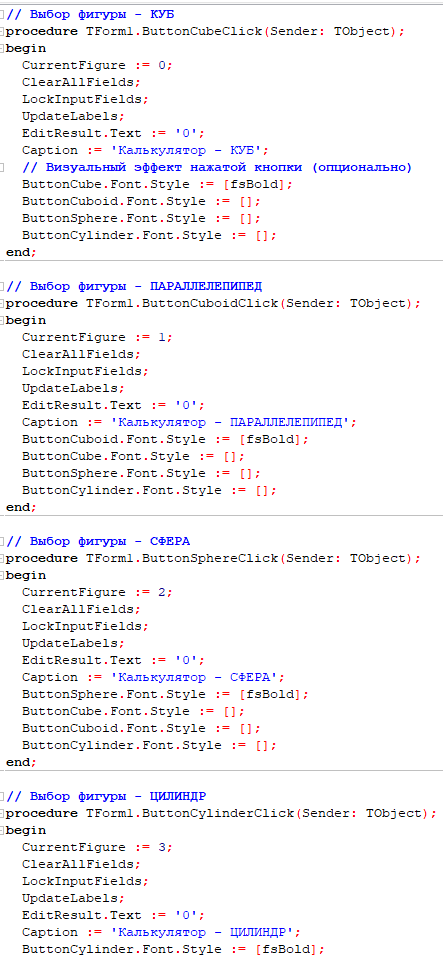 // Выбор фигуры - КУБ
procedure TForm1.ButtonCubeClick(Sender: TObject);
begin
  CurrentFigure := 0;
  ClearAllFields;
  LockInputFields;
  UpdateLabels;
  EditResult.Text := '0';
  Caption := 'Калькулятор - КУБ';
  // Визуальный эффект нажатой кнопки (опционально)
  ButtonCube.Font.Style := [fsBold];
  ButtonCuboid.Font.Style := [];
  ButtonSphere.Font.Style := [];
  ButtonCylinder.Font.Style := [];
end;

// Выбор фигуры - ПАРАЛЛЕЛЕПИПЕД
procedure TForm1.ButtonCuboidClick(Sender: TObject);
begin
  CurrentFigure := 1;
  ClearAllFields;
  LockInputFields;
  UpdateLabels;
  EditResult.Text := '0';
  Caption := 'Калькулятор - ПАРАЛЛЕЛЕПИПЕД';
  ButtonCuboid.Font.Style := [fsBold];
  ButtonCube.Font.Style := [];
  ButtonSphere.Font.Style := [];
  ButtonCylinder.Font.Style := [];
end;

// Выбор фигуры - СФЕРА
procedure TForm1.ButtonSphereClick(Sender: TObject);
begin
  CurrentFigure := 2;
  ClearAllFields;
  LockInputFields;
  UpdateLabels;
  EditResult.Text := '0';
  Caption := 'Калькулятор - СФЕРА';
  ButtonSphere.Font.Style := [fsBold];
  ButtonCube.Font.Style := [];
  ButtonCuboid.Font.Style := [];
  ButtonCylinder.Font.Style := [];
end;

// Выбор фигуры - ЦИЛИНДР
procedure TForm1.ButtonCylinderClick(Sender: TObject);
begin
  CurrentFigure := 3;
  ClearAllFields;
  LockInputFields;
  UpdateLabels;
  EditResult.Text := '0';
  Caption := 'Калькулятор - ЦИЛИНДР';
  ButtonCylinder.Font.Style := [fsBold];